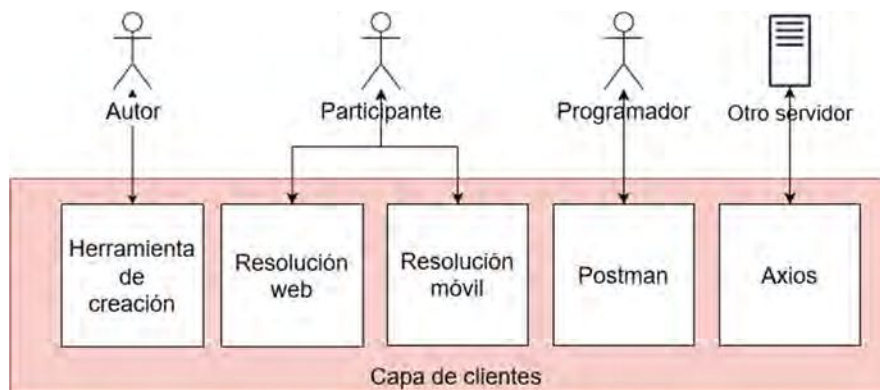 Autor
Participante
Programador
Otro servidor
Herramienta
de
creación
Resolución
web
Resolución
móvil
Postman
Axios
Capa de clientes